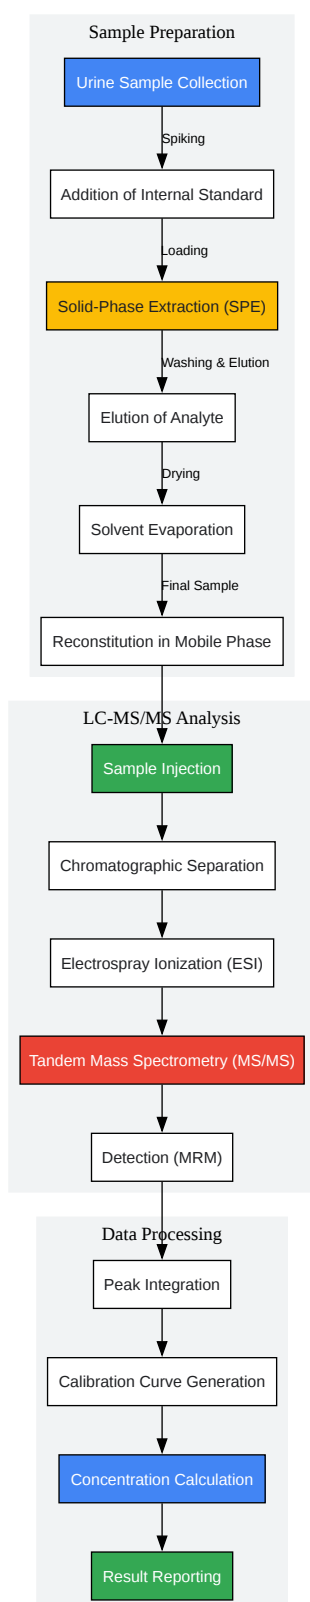 Sample Preparation
Urine Sample Collection
Spiking
Addition of Internal Standard
Loading
Solid-Phase Extraction (SPE)
Washing & Elution
Elution of Analyte
Drying
Solvent Evaporation
Final Sample
Reconstitution in Mobile Phase
LC-MS/MS Analysis
Sample Injection
Chromatographic Separation
Electrospray Ionization (ESI)
Tandem Mass Spectrometry (MS/MS)
Detection (MRM)
Data Processing
Peak Integration
Calibration Curve Generation
Concentration Calculation
Result Reporting